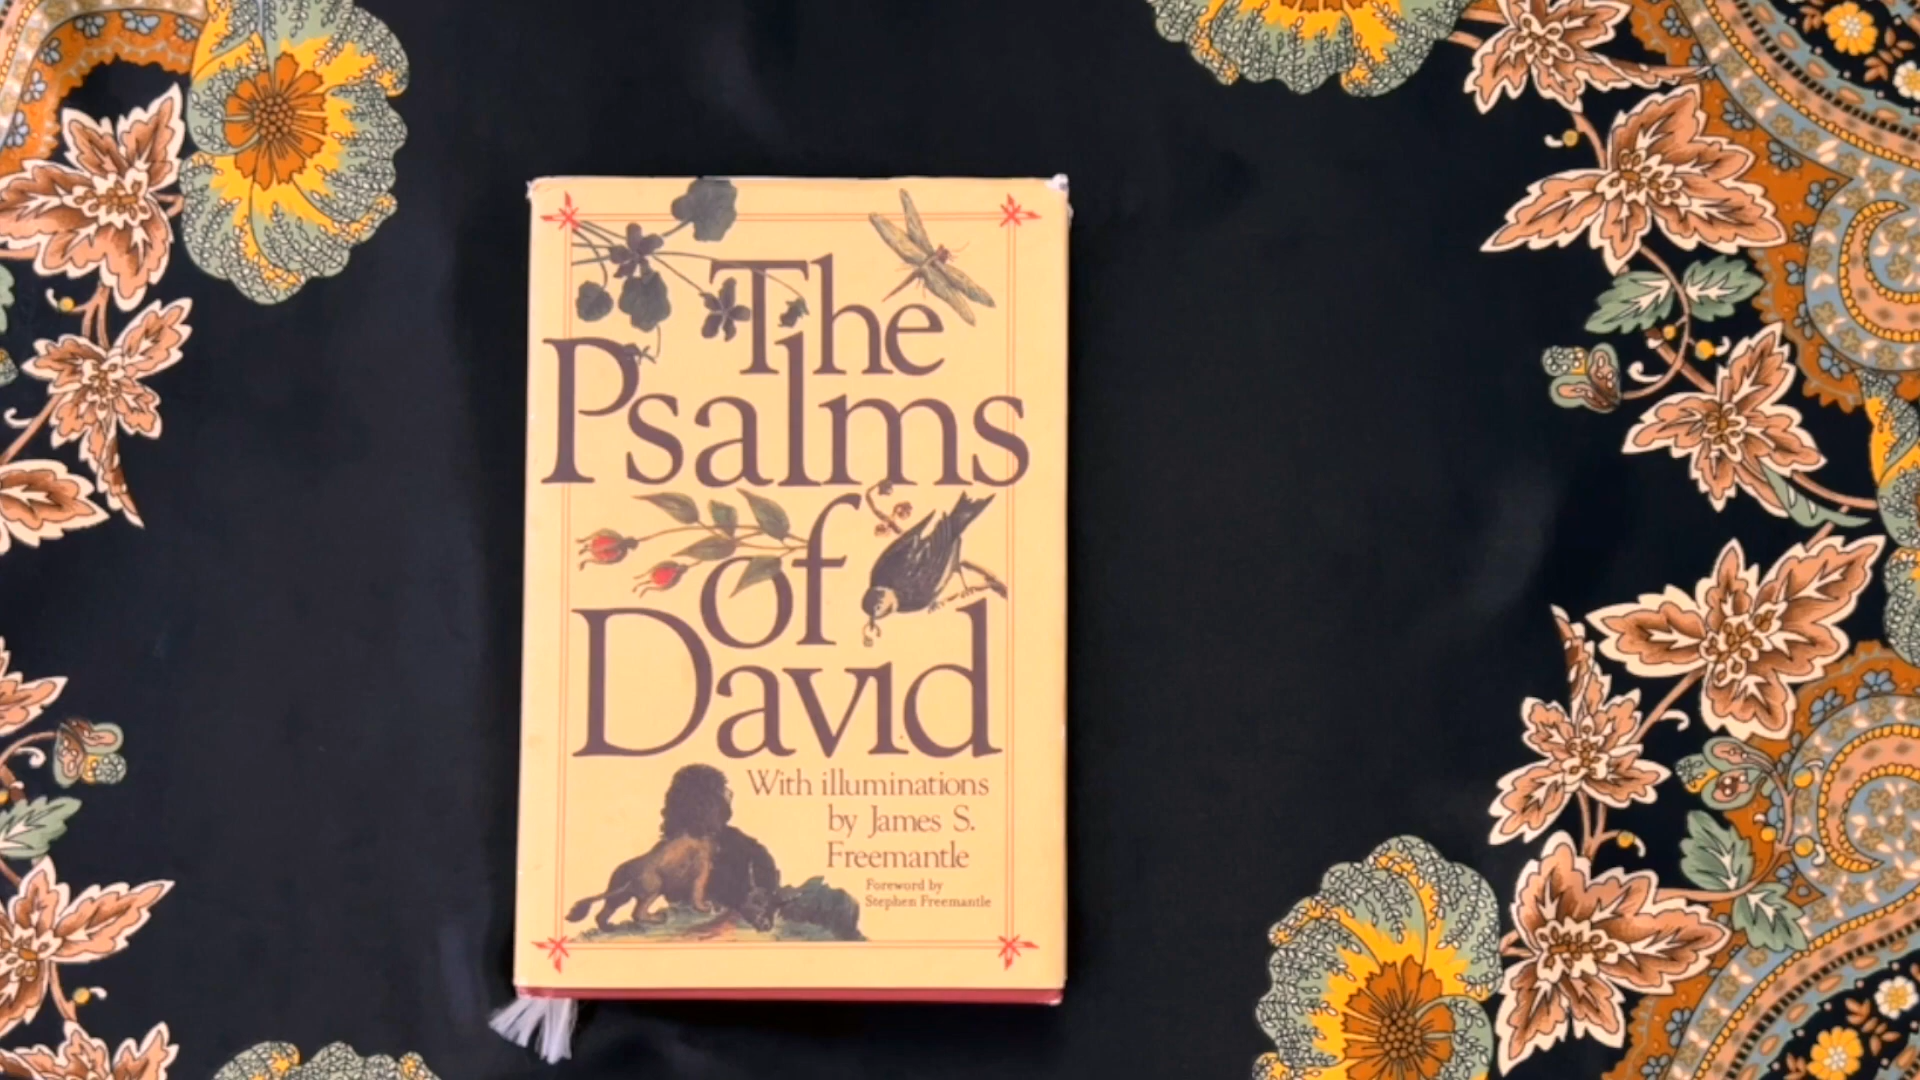 The
Psalms
of
David
With illuminations
by James S.
Freemantle
Foreword by
Stephen Freemantle